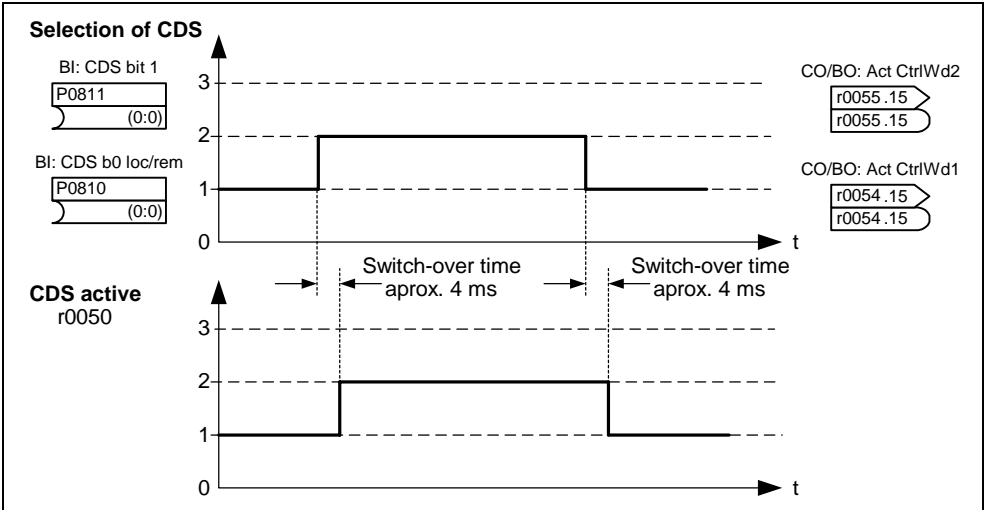 Selection of CDS
BI: CDS bit 1
P0811
(0:0)
BI: CDS b0 loc/rem
P0810
(0:0)
3
2
1
0
t
CO/BO: Act CtrlWd2
r0055 .15
r0055 .15
CO/BO: Act CtrlWd1
r0054 .15
r0054 .15
Switch-over time
aprox. 4 ms
Switch-over time
aprox. 4 ms
CDS active
r0050
3
2
1
0
t